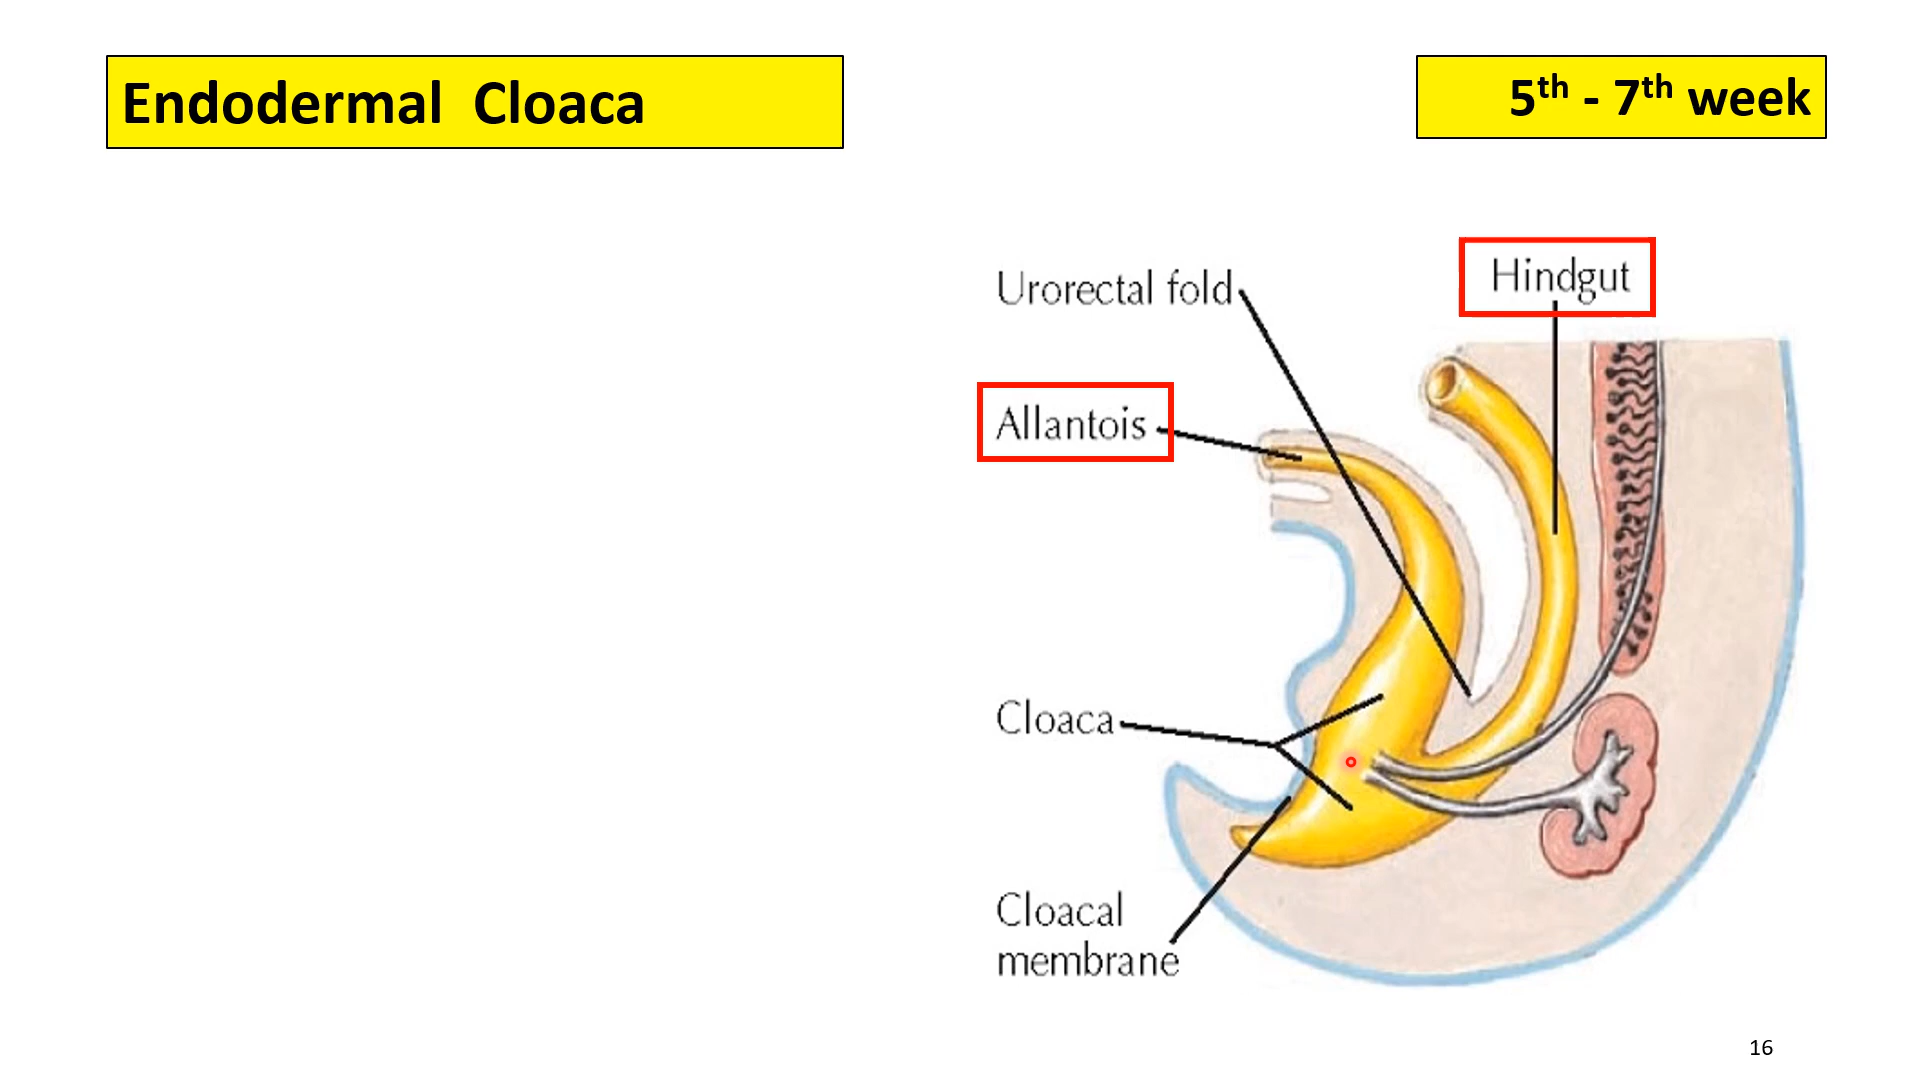 Endodermal Cloaca
5th - 7th week
Hindgut
Urorectal fold
Allantois
Cloaca
Cloacal
membrane
16